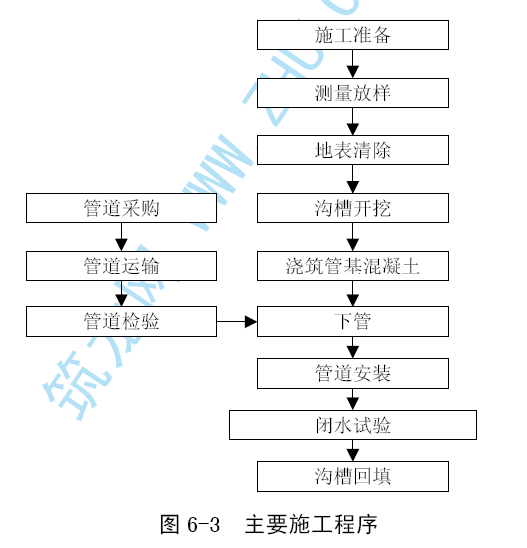 施工准备
测量放样
地表清除
管道采购
沟槽开挖
管道运输
浇筑管基混凝土
管道检验
下管
管道安装
闭水试验
沟槽回填
图 6-3 主要施工程序